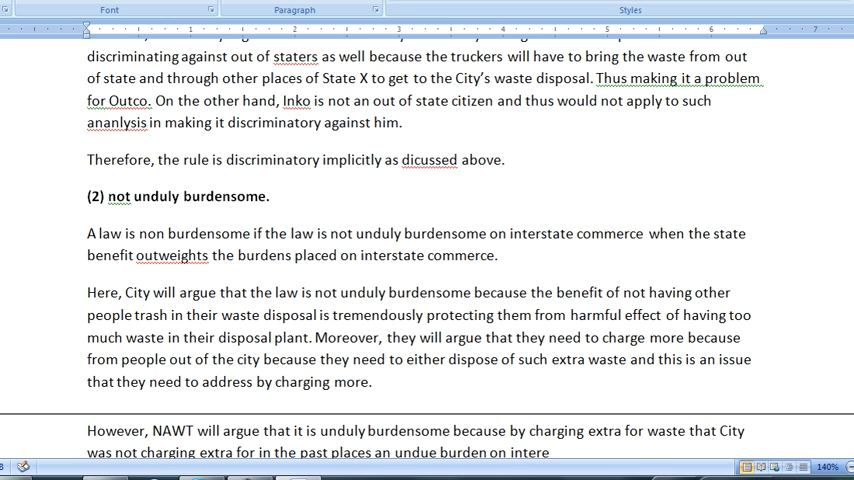 Font Paragraph Styles
1 2 3 4 5 6 7
discriminating against out of staters as well because the truckers will have to bring the waste from out
of state and through other places of State X to get to the City's waste disposal. Thus making it a problem
for Outco. On the other hand, Inko is not an out of state citizen and thus would not apply to such
ananlysis in making it discriminatory against him.
Therefore, the rule is discriminatory implicitly as dicussed above.
(2) not unduly burdensome.
A law is non burdensome if the law is not unduly burdensome on interstate commerce when the state
benefit outweights the burdens placed on interstate commerce.
Here, City will argue that the law is not unduly burdensome because the benefit of not having other
people trash in their waste disposal is tremendously protecting them from harmful effect of having too
much waste in their disposal plant. Moreover, they will argue that they need to charge more because
from people out of the city because they need to either dispose of such extra waste and this is an issue
that they need to address by charging more.
However, NAWT will argue that it is unduly burdensome because by charging extra for waste that City
was not charging extra for in the past places an undue burden on intere
140%